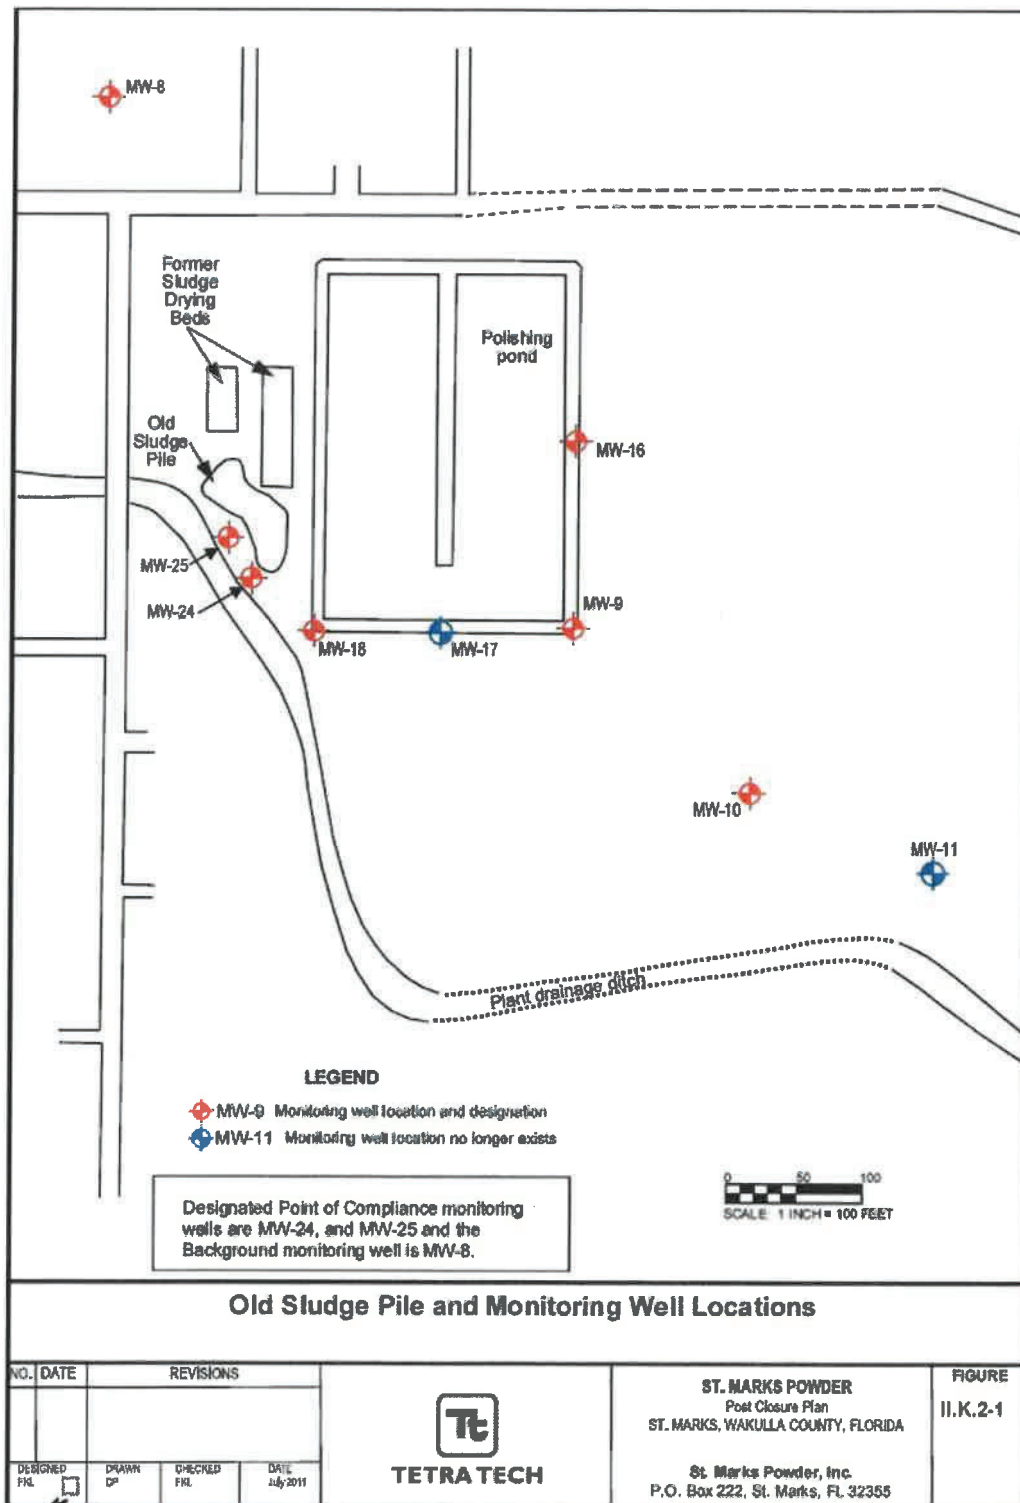 MW-8
Former
Sludge
Drying
Beds
Polishing
pond
Old
Sludge
Pile
MW-16
MW-25
MW-24
MW-9
MW-18
MW-17
MW-10
MW-11
Plant drainage ditch
LEGEND
MW-9 Monitoring well location and designation
MW-11 Monitoring well location no longer exists
0 50 100
SCALE: 1 INCH = 100 FEET
Designated Point of Compliance monitoring
wells are MW-24, and MW-25 and the
Background monitoring well is MW-8.
Old Sludge Pile and Monitoring Well Locations
NO. DATE REVISIONS
DESIGNED DRAWN CHECKED DATE
FKL DP FKL July 2011
Tt
TETRA TECH
ST. MARKS POWDER
Post Closure Plan
ST. MARKS, WAKULLA COUNTY, FLORIDA
St. Marks Powder, Inc.
P.O. Box 222, St. Marks, FL 32355
FIGURE
II.K.2-1